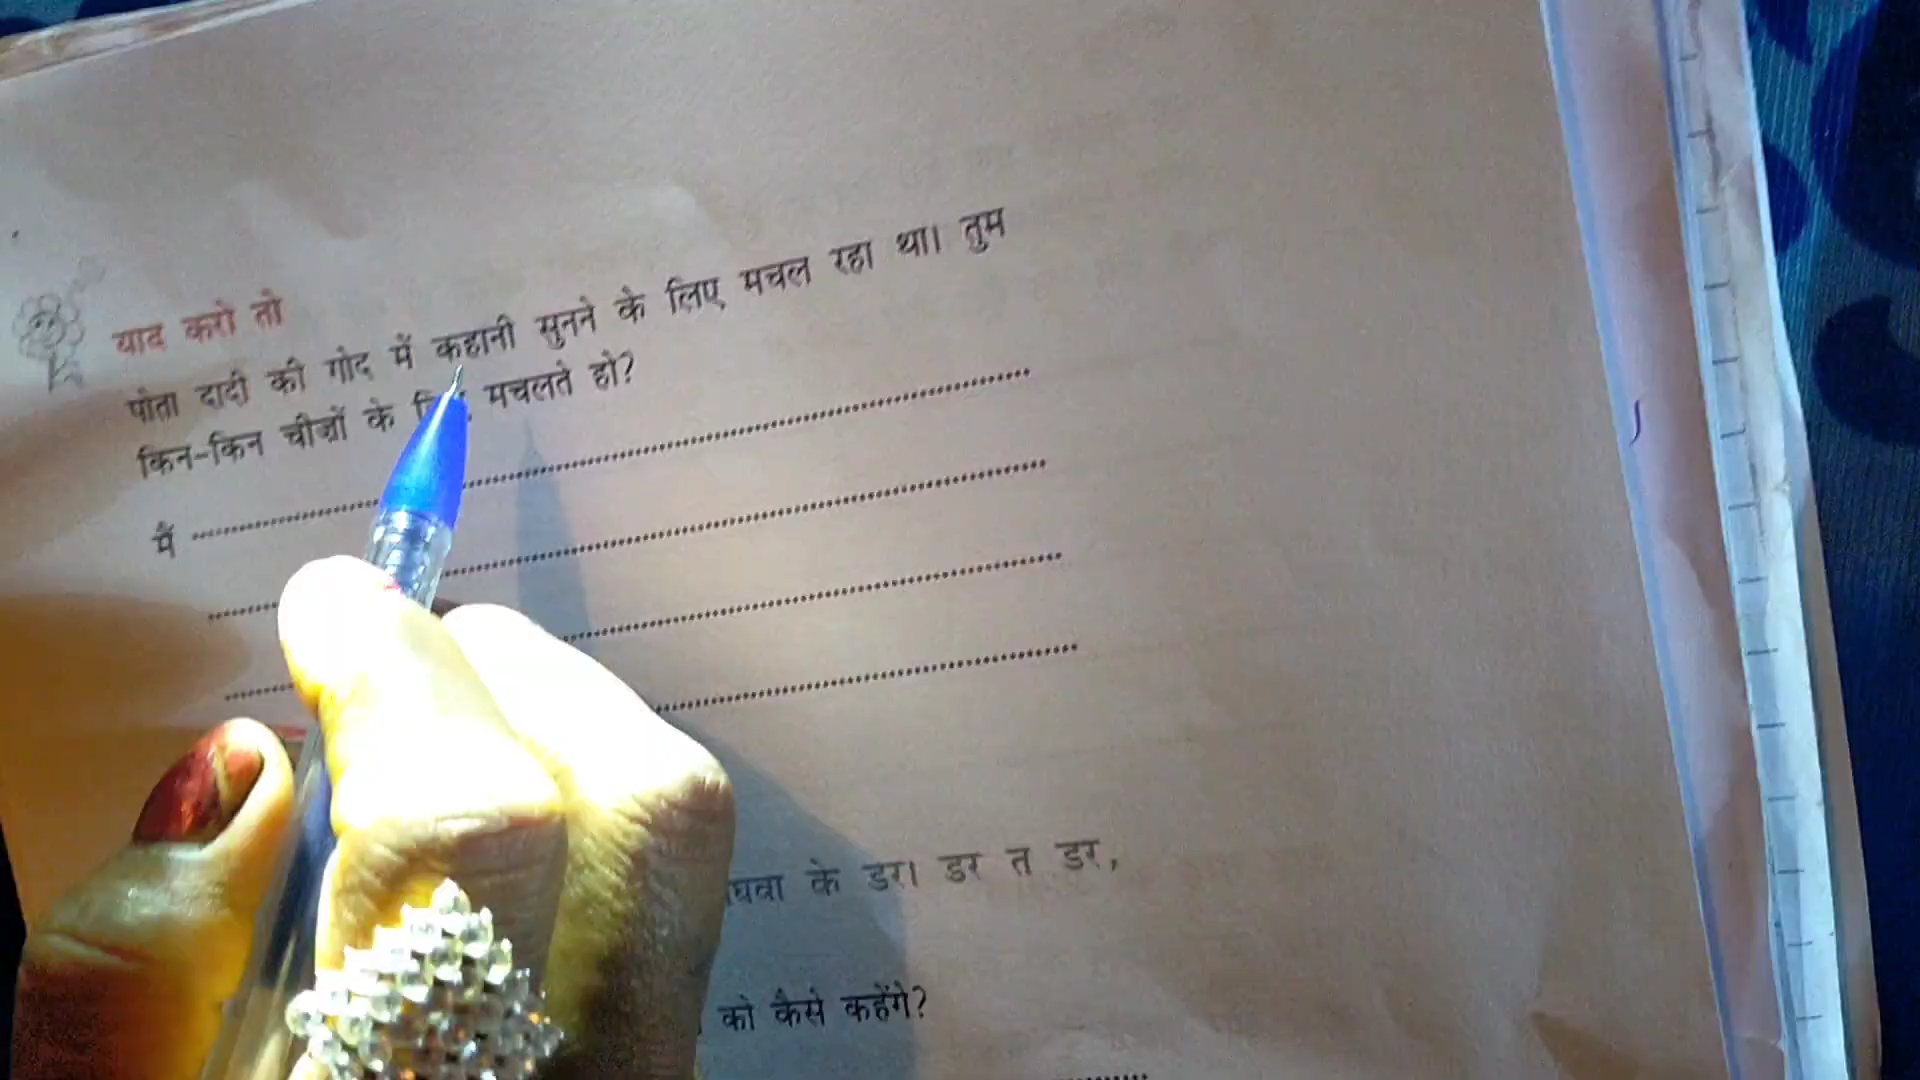 याद करो तो
पोता दादी की गोद में कहानी सुनने के लिए मचल रहा था। तुम
किन-किन चीज़ों के मचलते हो?
मैं
के डर। डर त डर,
को कैसे कहेंगे?